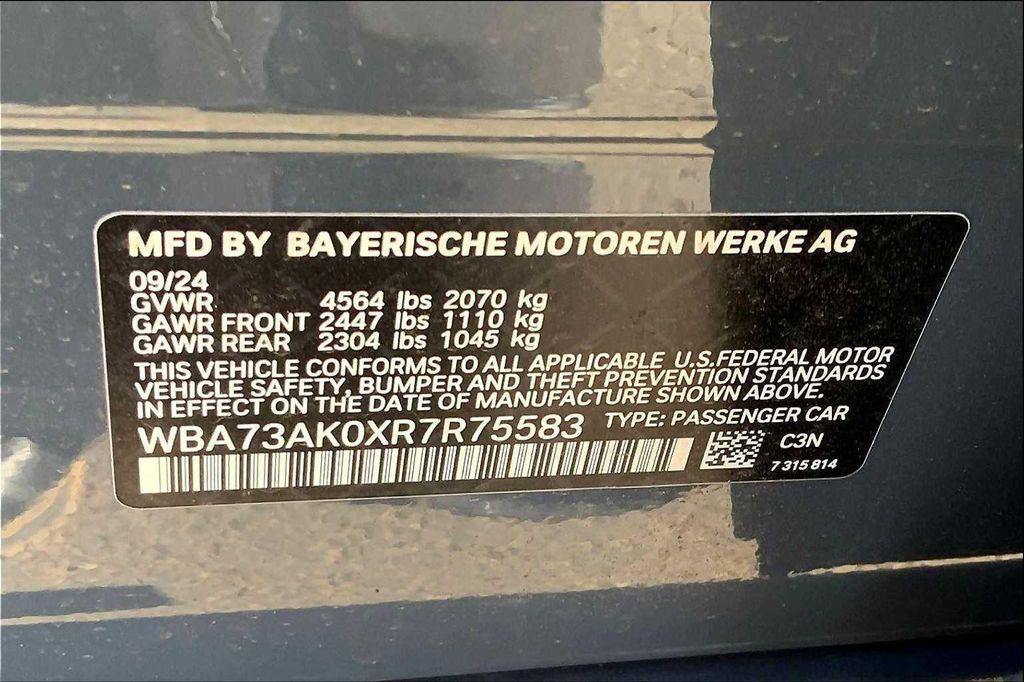 MFD BY BAYERISCHE MOTOREN WERKE AG
09/24
GVWR 4564 lbs 2070 kg
GAWR FRONT 2447 lbs 1110 kg
GAWR REAR 2304 lbs 1045 kg
THIS VEHICLE CONFORMS TO ALL APPLICABLE U.S.FEDERAL MOTOR
VEHICLE SAFETY, BUMPER AND THEFT PREVENTION STANDARDS
IN EFFECT ON THE DATE OF MANUFACTURE SHOWN ABOVE.
WBA73AK0XR7R75583 TYPE: PASSENGER CAR
C3N
7 315 814